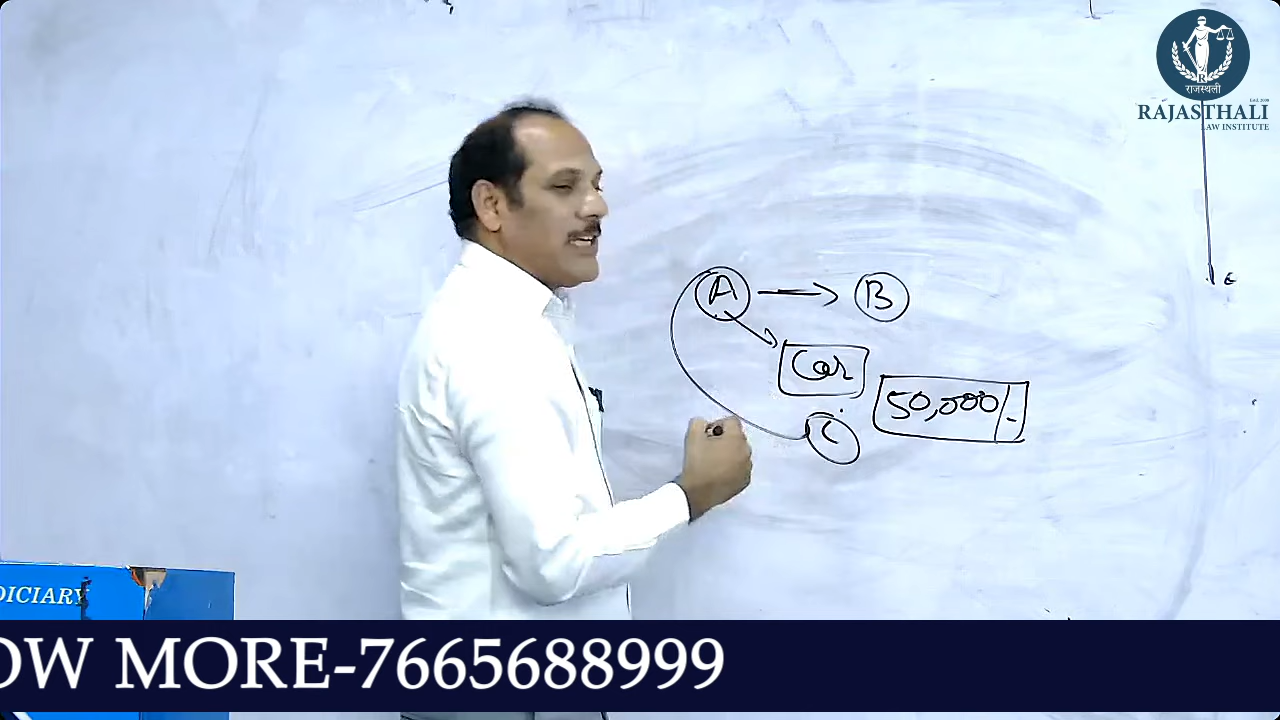 राजस्थली
RAJASTHALI
LAW INSTITUTE
A → B
Car
50,000/-
C
DICIARY
OW MORE-7665688999